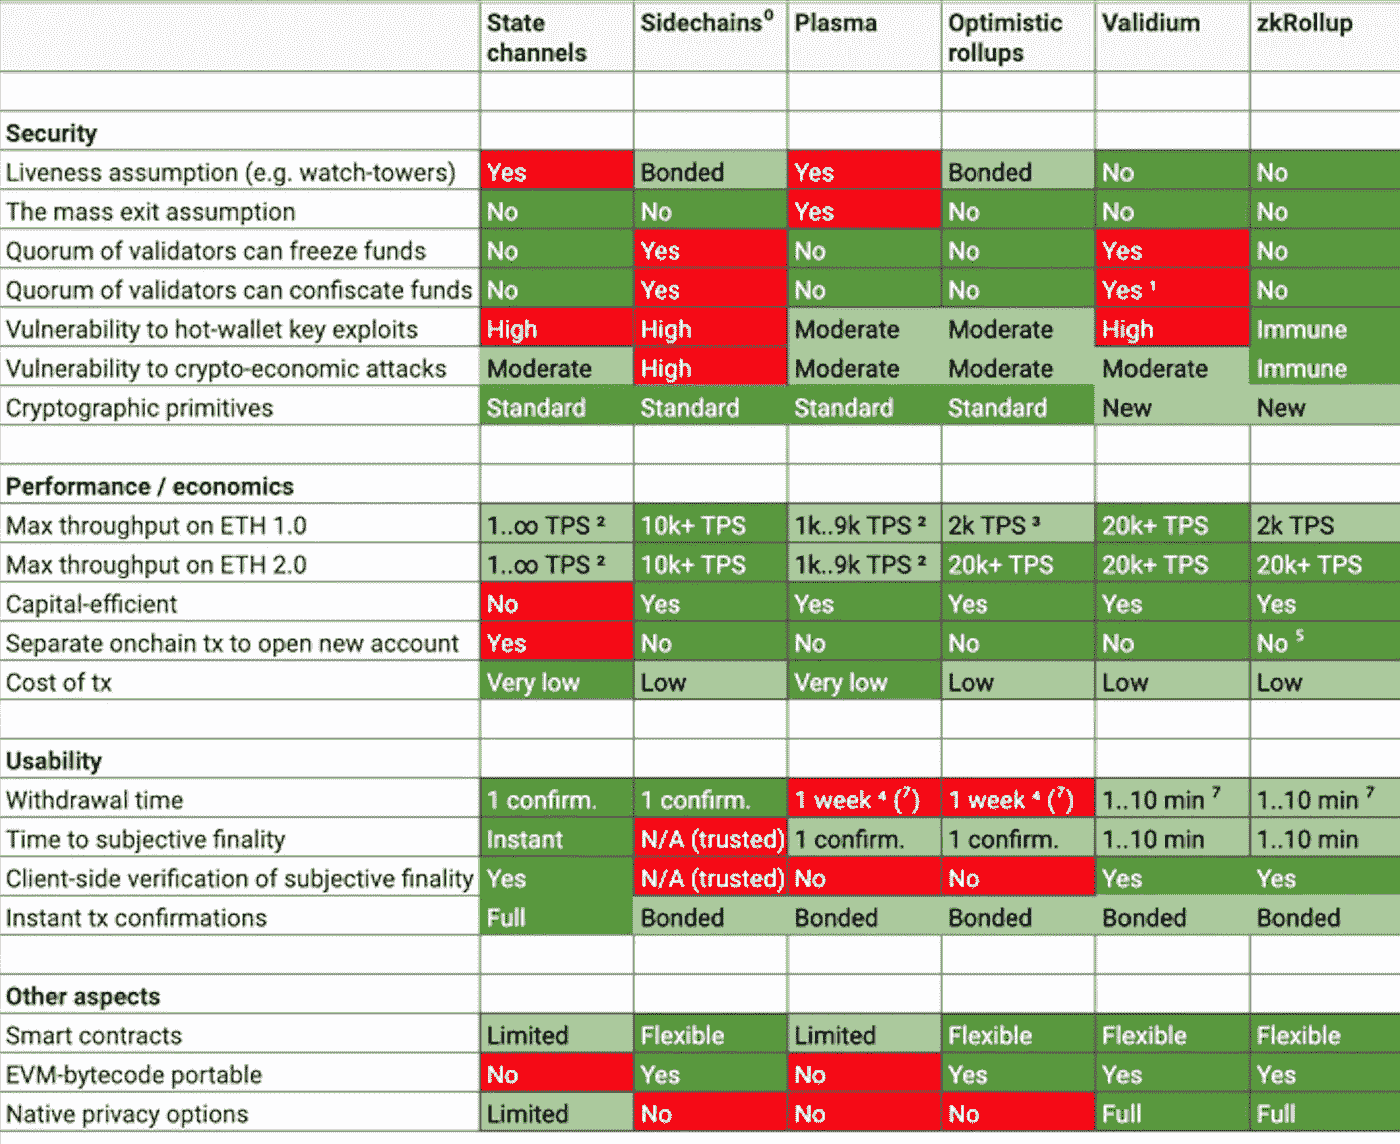 State channels Sidechains⁰ Plasma Optimistic rollups Validium zkRollup
Security
Liveness assumption (e.g. watch-towers) Yes Bonded Yes Bonded No No
The mass exit assumption No No Yes No No No
Quorum of validators can freeze funds No Yes No No Yes No
Quorum of validators can confiscate funds No Yes No No Yes ¹ No
Vulnerability to hot-wallet key exploits High High Moderate Moderate High Immune
Vulnerability to crypto-economic attacks Moderate High Moderate Moderate Moderate Immune
Cryptographic primitives Standard Standard Standard Standard New New
Performance / economics
Max throughput on ETH 1.0 1..∞ TPS ² 10k+ TPS 1k..9k TPS ² 2k TPS ³ 20k+ TPS 2k TPS
Max throughput on ETH 2.0 1..∞ TPS ² 10k+ TPS 1k..9k TPS ² 20k+ TPS 20k+ TPS 20k+ TPS
Capital-efficient No Yes Yes Yes Yes Yes
Separate onchain tx to open new account Yes No No No No No ⁵
Cost of tx Very low Low Very low Low Low Low
Usability
Withdrawal time 1 confirm. 1 confirm. 1 week ⁴ (⁷) 1 week ⁴ (⁷) 1..10 min ⁷ 1..10 min ⁷
Time to subjective finality Instant N/A (trusted) 1 confirm. 1 confirm. 1..10 min 1..10 min
Client-side verification of subjective finality Yes N/A (trusted) No No Yes Yes
Instant tx confirmations Full Bonded Bonded Bonded Bonded Bonded
Other aspects
Smart contracts Limited Flexible Limited Flexible Flexible Flexible
EVM-bytecode portable No Yes No Yes Yes Yes
Native privacy options Limited No No No Full Full